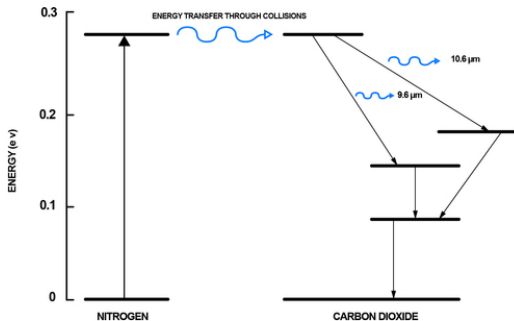 ENERGY TRANSFER THROUGH COLLISIONS
0.3
10.6 µm
9.6 µm
0.2
ENERGY (e v)
0.1
0
NITROGEN
CARBON DIOXIDE